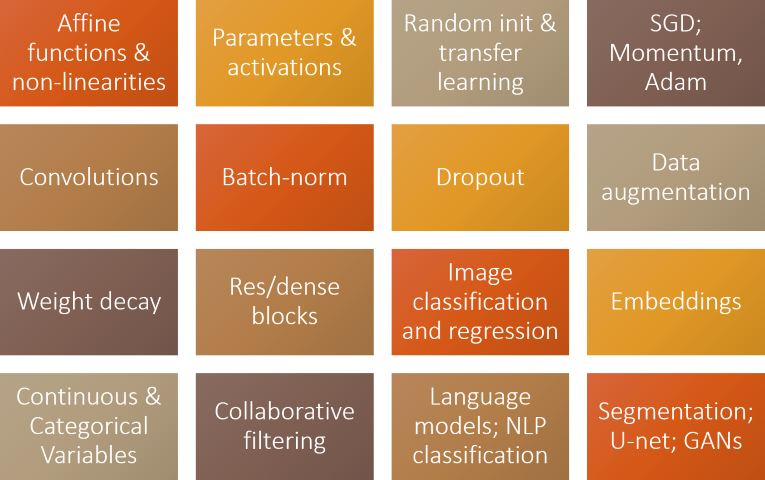 Affine
functions &
non-linearities
Parameters &
activations
Random init &
transfer
learning
SGD;
Momentum,
Adam
Convolutions
Batch-norm
Dropout
Data
augmentation
Weight decay
Res/dense
blocks
Image
classification
and regression
Embeddings
Continuous &
Categorical
Variables
Collaborative
filtering
Language
models; NLP
classification
Segmentation;
U-net; GANs